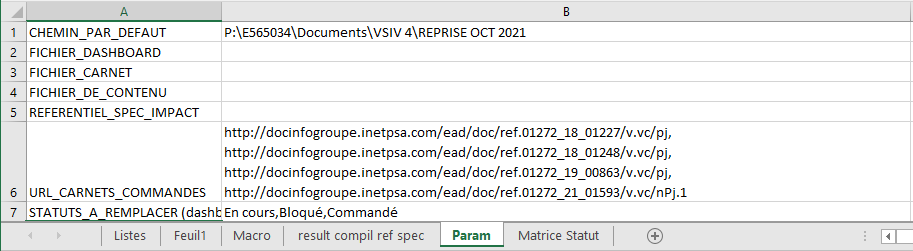 A B
1 CHEMIN_PAR_DEFAUT P:\E565034\Documents\VSIV 4\REPRISE OCT 2021
2 FICHIER_DASHBOARD
3 FICHIER_CARNET
4 FICHIER_DE_CONTENU
5 REFERENTIEL_SPEC_IMPACT
http://docinfogroupe.inetpsa.com/ead/doc/ref.01272_18_01227/v.vc/pj,
http://docinfogroupe.inetpsa.com/ead/doc/ref.01272_18_01248/v.vc/pj,
http://docinfogroupe.inetpsa.com/ead/doc/ref.01272_19_00863/v.vc/pj,
6 URL_CARNETS_COMMANDES http://docinfogroupe.inetpsa.com/ead/doc/ref.01272_21_01593/v.vc/nPj.1
7 STATUTS_A_REMPLACER (dashb En cours,Bloqué,Commandé
Listes Feuil1 Macro result compil ref spec Param Matrice Statut